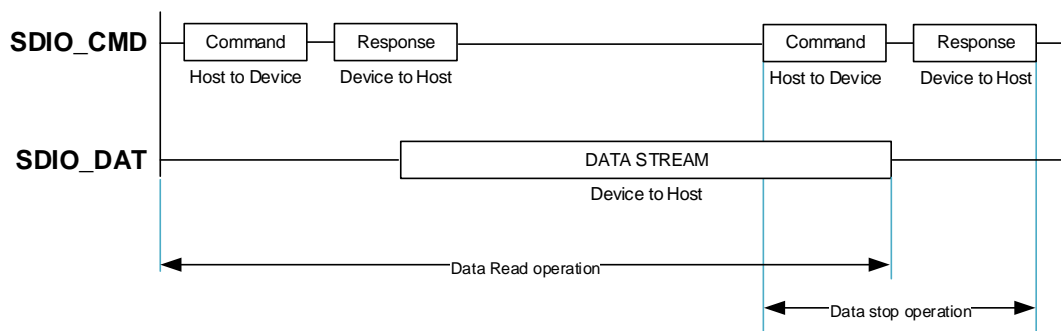 SDIO_CMD
Command
Response
Command
Response
Host to Device
Device to Host
Host to Device
Device to Host
SDIO_DAT
DATA STREAM
Device to Host
Data Read operation
Data stop operation